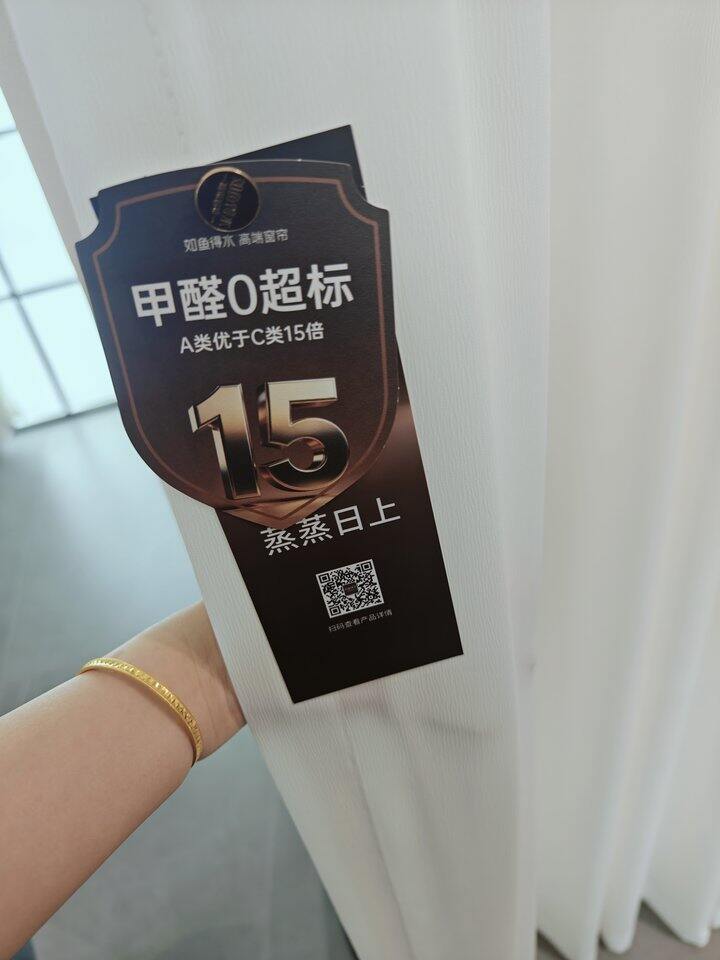 如鱼得水 高端窗帘
甲醛0超标
A类优于C类15倍
15
蒸蒸日上
扫码查看产品详情